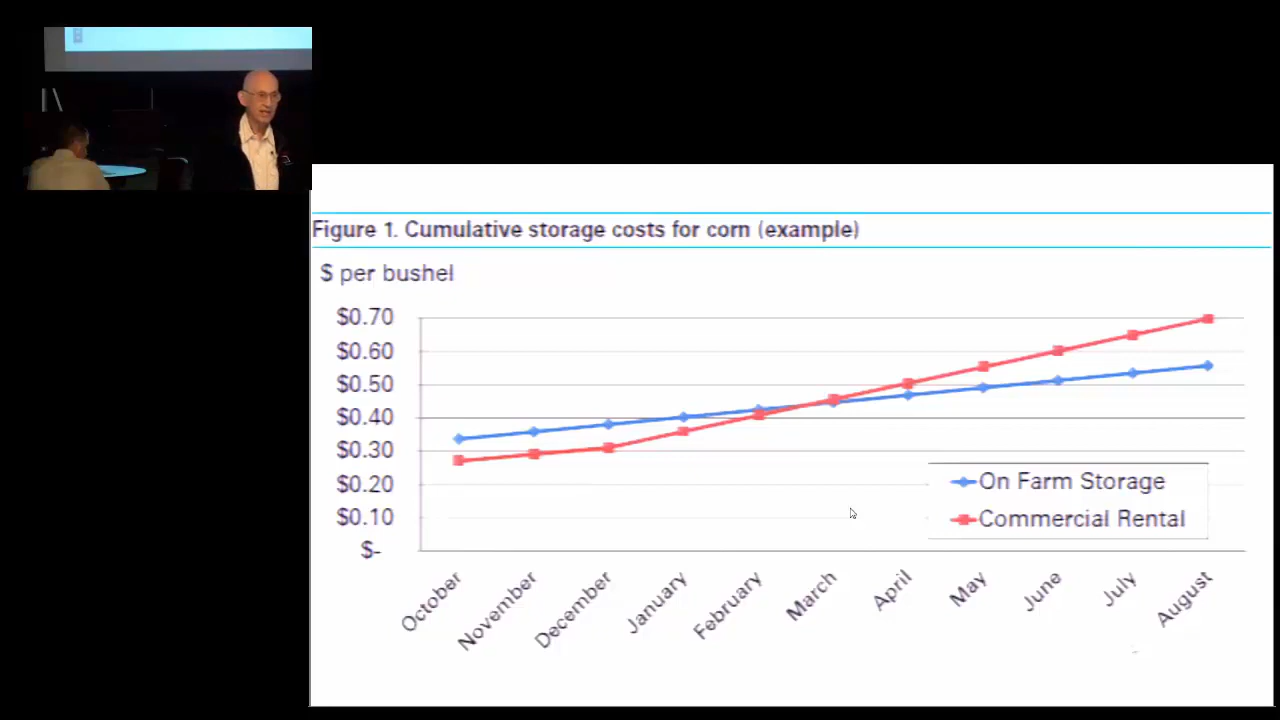 Figure 1. Cumulative storage costs for corn (example)
$ per bushel
$0.70
$0.60
$0.50
$0.40
$0.30
$0.20
$0.10
$-
On Farm Storage
Commercial Rental
October
November
December
January
February
March
April
May
June
July
August